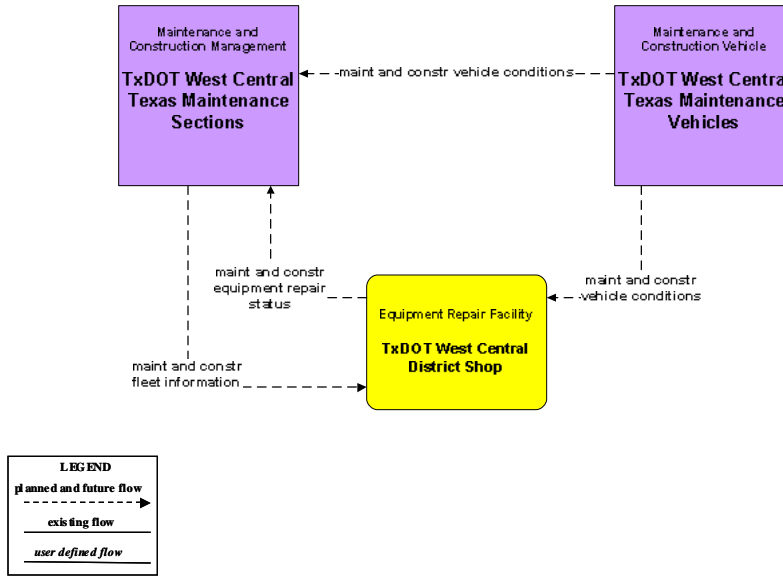 Maintenance and
Construction Management
TxDOT West Central
Texas Maintenance
Sections
maint and constr vehicle conditions
Maintenance and
Construction Vehicle
TxDOT West Central
Texas Maintenance
Vehicles
maint and constr
equipment repair
status
maint and constr
vehicle conditions
Equipment Repair Facility
TxDOT West Central
District Shop
maint and constr
fleet information
LEGEND
planned and future flow
existing flow
user defined flow